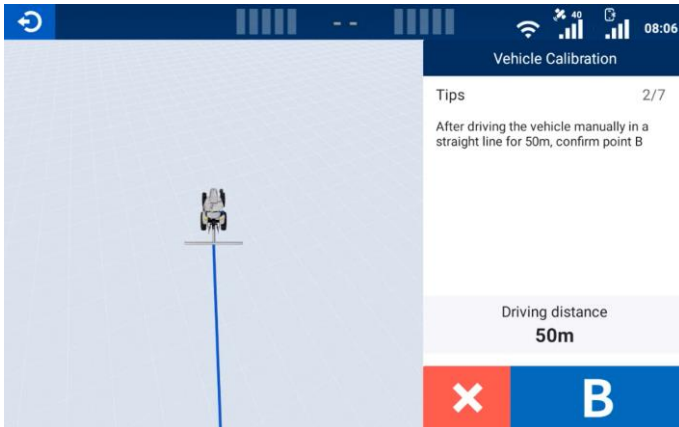 - -
40
08:06
Vehicle Calibration
Tips 2/7
After driving the vehicle manually in a
straight line for 50m, confirm point B
Driving distance
50m
B